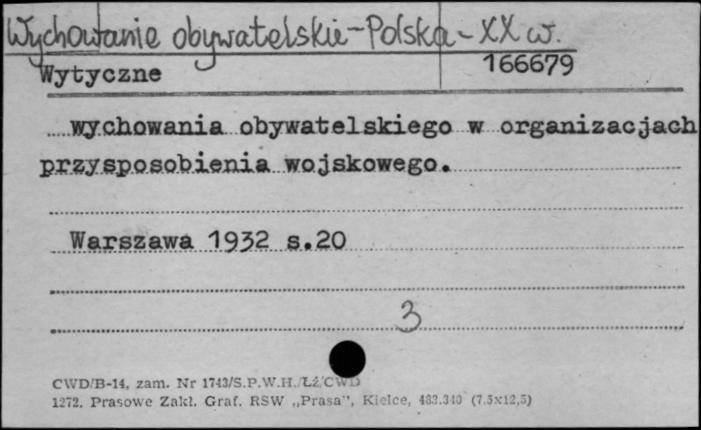 Wychowanie obywatelskie-Polska-XX w.
Wytyczne 166679
wychowania obywatelskiego w organizacjach
przysposobienia wojskowego.
Warszawa 1932 s.20
3
CWD/B-14, zam. Nr 1743/S.P.W.H./Łź/CWD
1272. Prasowe Zakł. Graf. RSW „Prasa", Kielce, 483.340 (7,5x12,5)